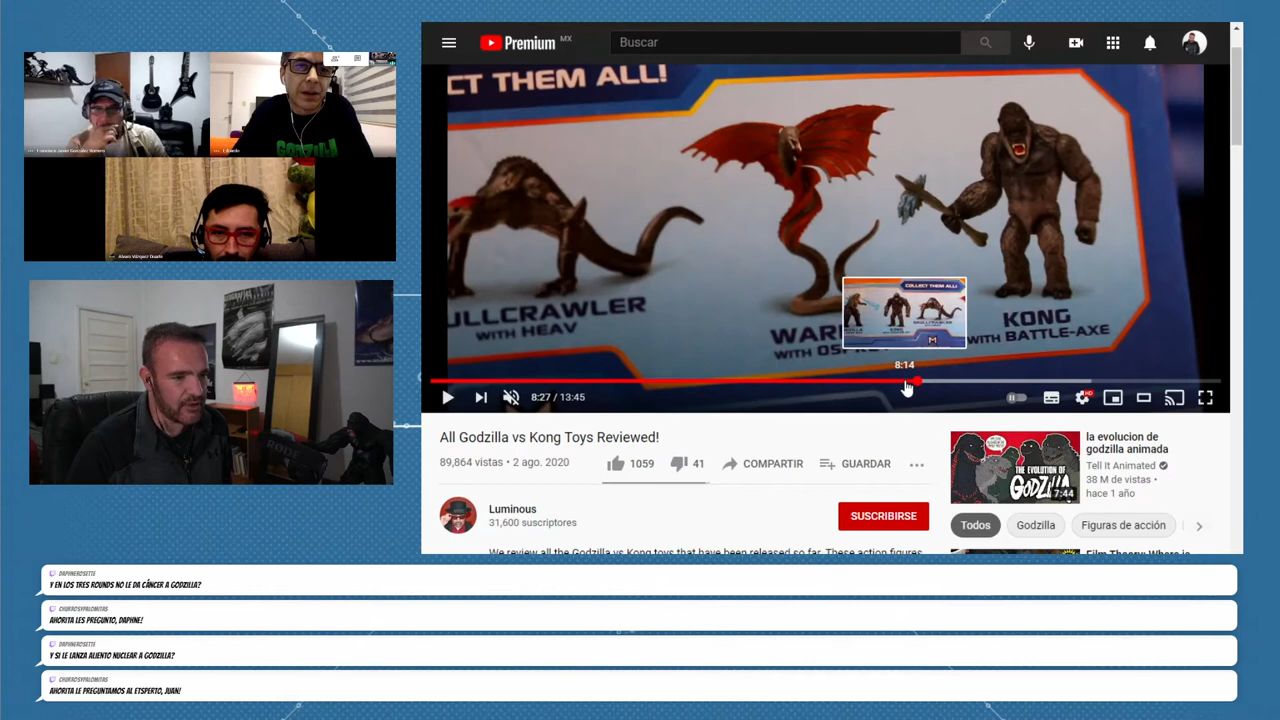 GODZILLA
Eduardo
Alvaro Vázquez Duarte
Premium MX
Buscar
ECT THEM ALL!
ULLCRAWLER
WITH HEAV
WAR
KONG
WITH BATTLE-AXE
COLLECT THEM ALL!
8:14
8:27 / 13:45
HD
All Godzilla vs Kong Toys Reviewed!
89,864 vistas • 2 ago. 2020
1059
41
COMPARTIR
GUARDAR
Luminous
31,600 suscriptores
SUSCRIBIRSE
We review all the Godzilla vs Kong toys that have been released so far. These action figures
THE EVOLUTION OF
GODZILLA
7:44
la evolucion de
godzilla animada
Tell It Animated
38 M de vistas •
hace 1 año
Todos
Godzilla
Figuras de acción
Film Theory: Where is
DAPHNEROSETTE
Y EN LOS TRES ROUNDS NO LE DA CÁNCER A GODZILLA?
CHURROSYPALOMITAS
AHORITA LES PREGUNTO, DAPHNE!
DAPHNEROSETTE
Y SI LE LANZA ALIENTO NUCLEAR A GODZILLA?
CHURROSYPALOMITAS
AHORITA LE PREGUNTAMOS AL ETSPERTO, JUAN!